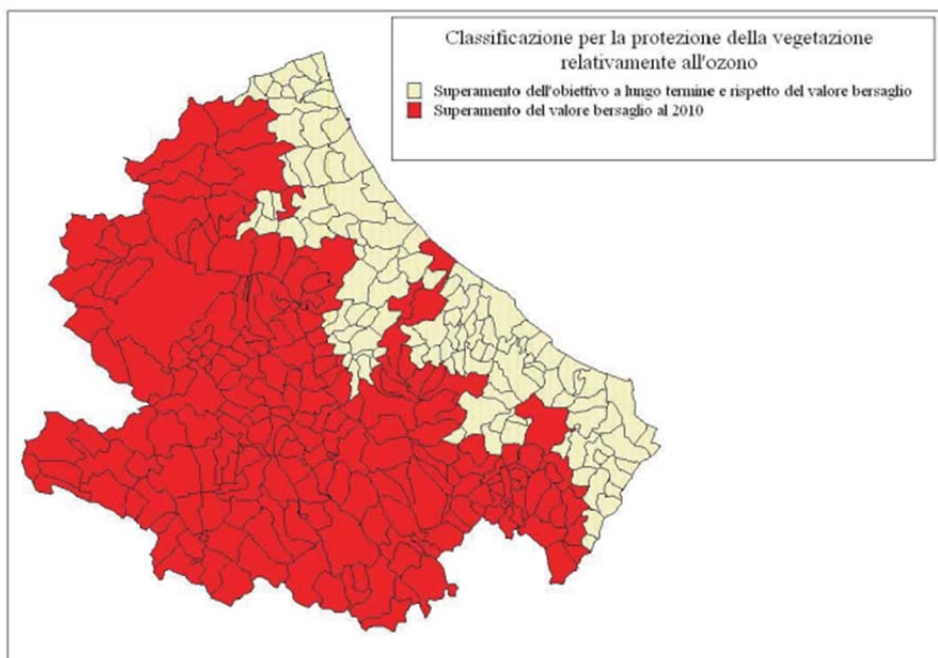 Classificazione per la protezione della vegetazione
relativamente all'ozono
Superamento dell'obiettivo a lungo termine e rispetto del valore bersaglio
Superamento del valore bersaglio al 2010